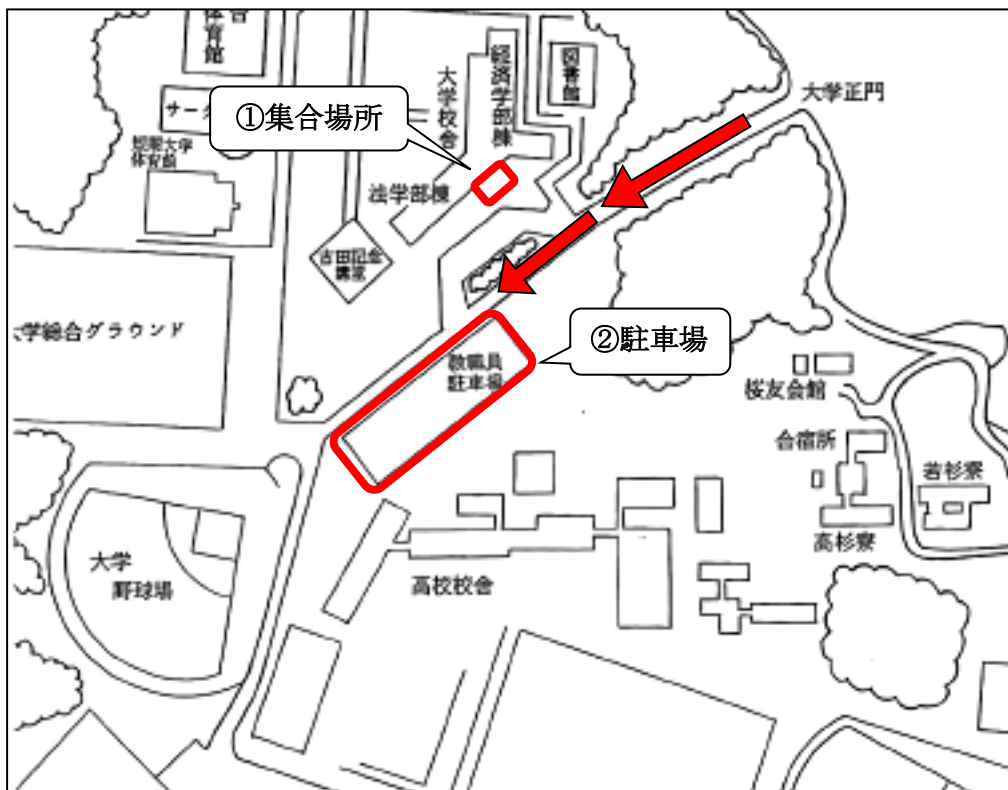 体育館
サーク
①集合場所
短期大学
体育館
大学校舎
経済学部棟
図書館
大学正門
法学部棟
吉田記念
講堂
大学総合グラウンド
②駐車場
教職員
駐車場
桜友会館
合宿所
若杉寮
高杉寮
大学
野球場
高校校舎